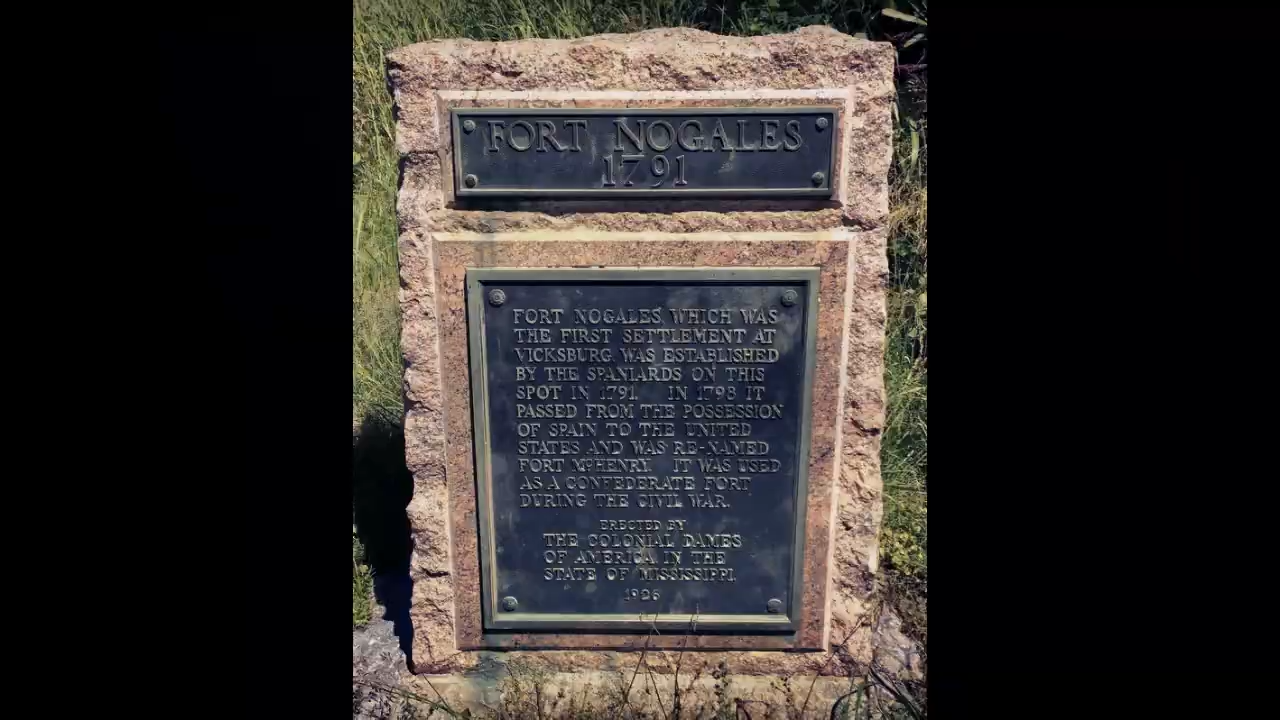 FORT NOGALES
1791
FORT NOGALES, WHICH WAS
THE FIRST SETTLEMENT AT
VICKSBURG, WAS ESTABLISHED
BY THE SPANIARDS ON THIS
SPOT IN 1791. IN 1798 IT
PASSED FROM THE POSSESSION
OF SPAIN TO THE UNITED
STATES AND WAS RE-NAMED
FORT McHENRY. IT WAS USED
AS A CONFEDERATE FORT
DURING THE CIVIL WAR.
ERECTED BY
THE COLONIAL DAMES
OF AMERICA IN THE
STATE OF MISSISSIPPI.
1926